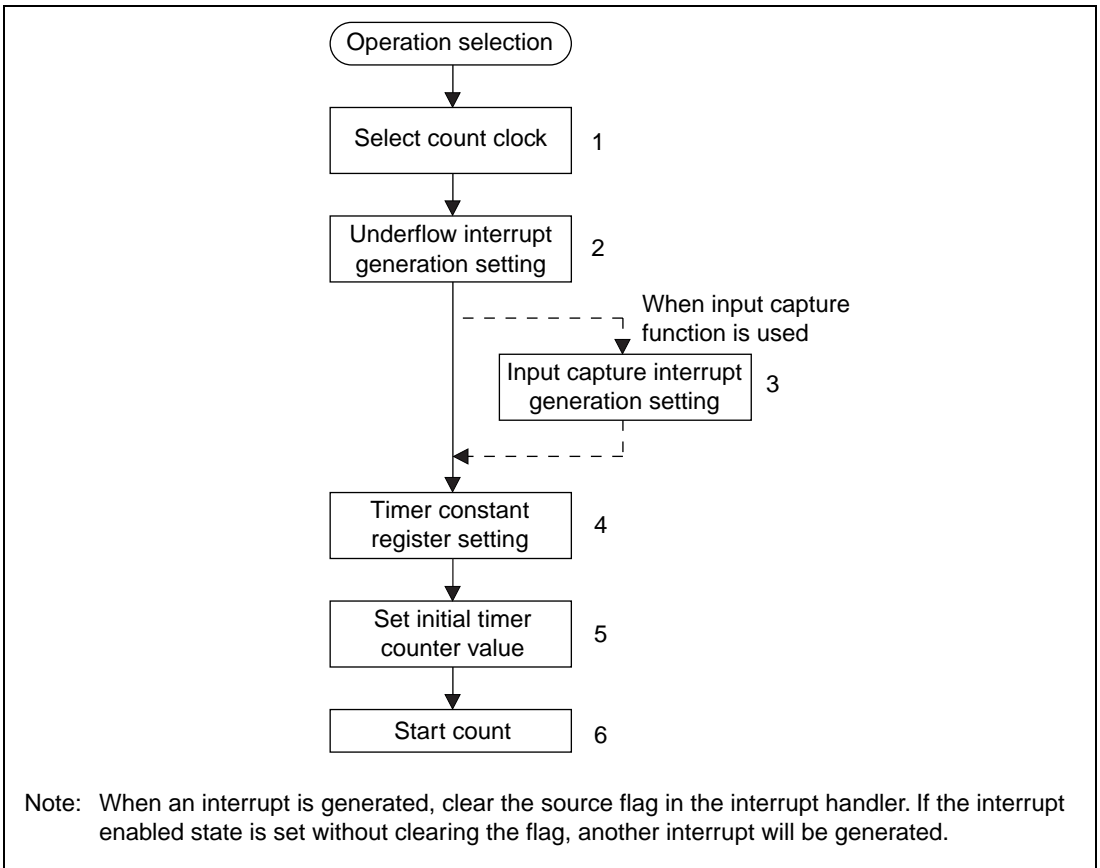 Operation selection
Select count clock
1
Underflow interrupt
generation setting
2
When input capture
function is used
Input capture interrupt
generation setting
3
Timer constant
register setting
4
Set initial timer
counter value
5
Start count
6
Note: When an interrupt is generated, clear the source flag in the interrupt handler. If the interrupt
enabled state is set without clearing the flag, another interrupt will be generated.